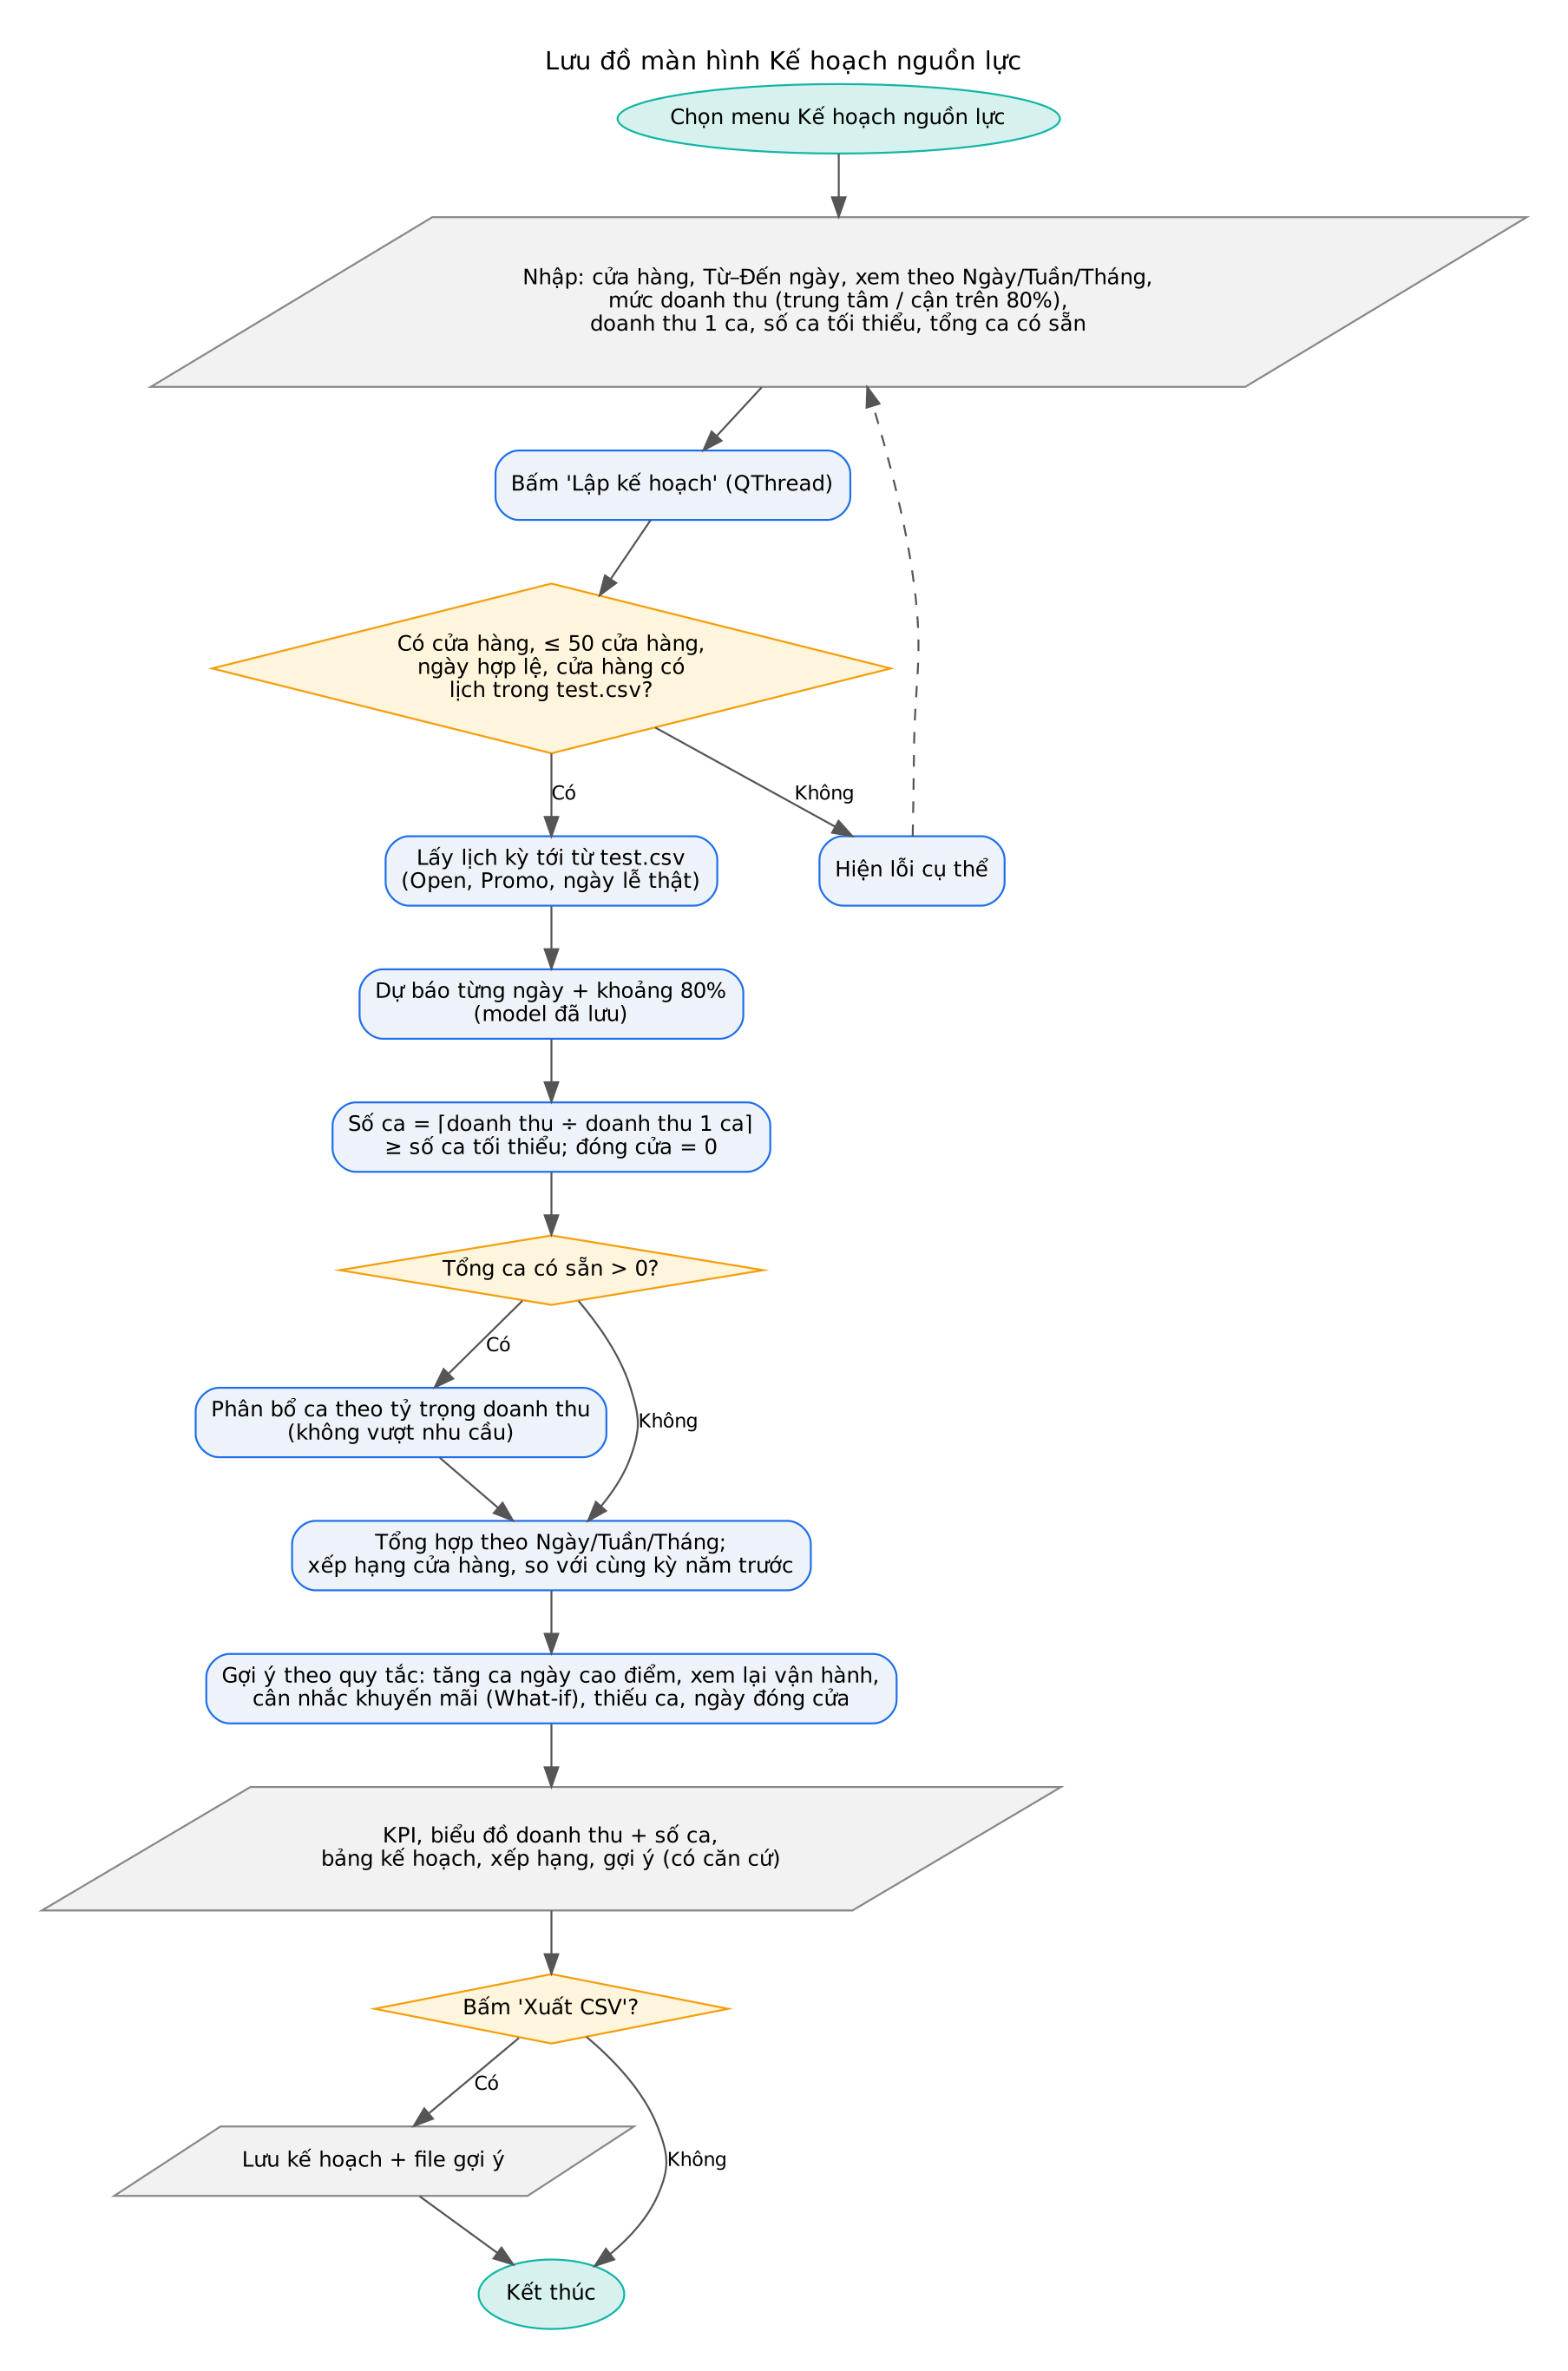 Lưu đồ màn hình Kế hoạch nguồn lực
Chọn menu Kế hoạch nguồn lực
Nhập: cửa hàng, Từ–Đến ngày, xem theo Ngày/Tuần/Tháng,
mức doanh thu (trung tâm / cận trên 80%),
doanh thu 1 ca, số ca tối thiểu, tổng ca có sẵn
Bấm 'Lập kế hoạch' (QThread)
Có cửa hàng, ≤ 50 cửa hàng,
ngày hợp lệ, cửa hàng có
lịch trong test.csv?
Có
Không
Lấy lịch kỳ tới từ test.csv
(Open, Promo, ngày lễ thật)
Hiện lỗi cụ thể
Dự báo từng ngày + khoảng 80%
(model đã lưu)
Số ca = ⌈doanh thu ÷ doanh thu 1 ca⌉
≥ số ca tối thiểu; đóng cửa = 0
Tổng ca có sẵn > 0?
Có
Phân bổ ca theo tỷ trọng doanh thu
(không vượt nhu cầu)
Không
Tổng hợp theo Ngày/Tuần/Tháng;
xếp hạng cửa hàng, so với cùng kỳ năm trước
Gợi ý theo quy tắc: tăng ca ngày cao điểm, xem lại vận hành,
cân nhắc khuyến mãi (What-if), thiếu ca, ngày đóng cửa
KPI, biểu đồ doanh thu + số ca,
bảng kế hoạch, xếp hạng, gợi ý (có căn cứ)
Bấm 'Xuất CSV'?
Có
Lưu kế hoạch + file gợi ý
Không
Kết thúc